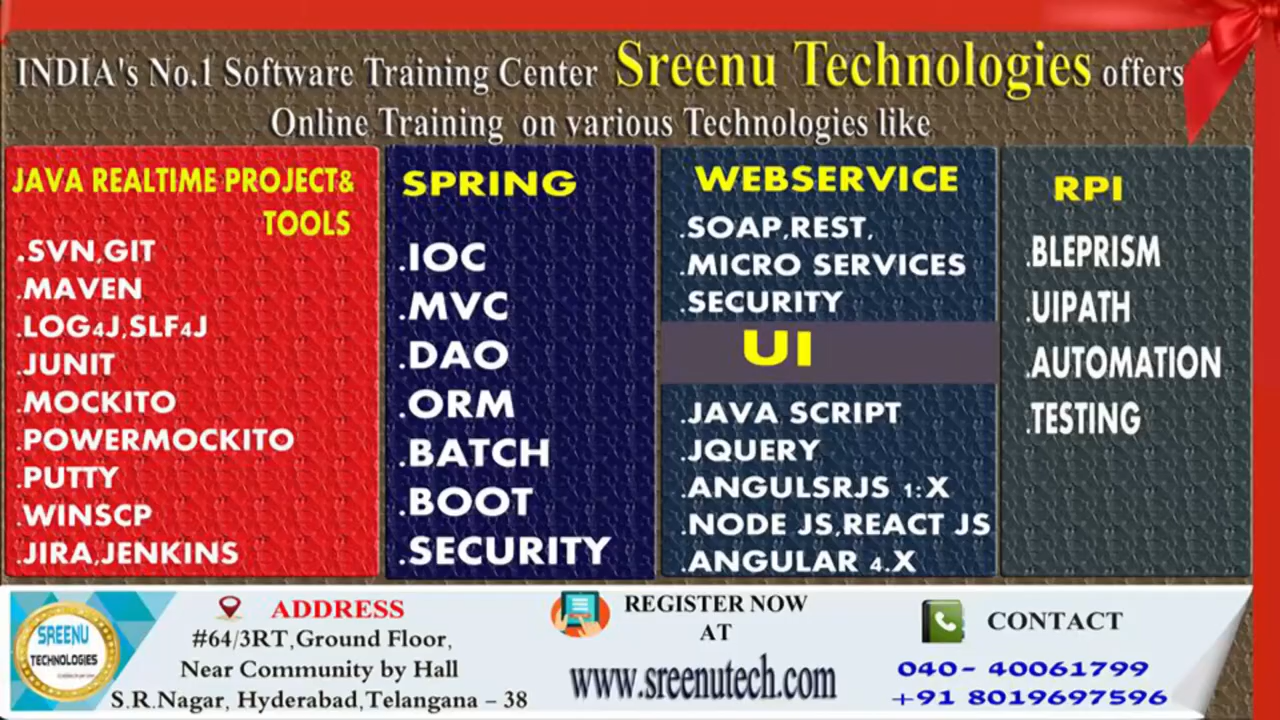 INDIA's No.1 Software Training Center Sreenu Technologies offers
Online Training on various Technologies like
JAVA REALTIME PROJECT&
TOOLS
.SVN,GIT
.MAVEN
.LOG4J,SLF4J
.JUNIT
.MOCKITO
.POWERMOCKITO
.PUTTY
.WINSCP
.JIRA,JENKINS
SPRING
.IOC
.MVC
.DAO
.ORM
.BATCH
.BOOT
.SECURITY
WEBSERVICE
.SOAP,REST,
.MICRO SERVICES
.SECURITY
UI
.JAVA SCRIPT
.JQUERY
.ANGULSRJS 1:X
.NODE JS,REACT JS
.ANGULAR 4.X
RPI
.BLEPRISM
.UIPATH
.AUTOMATION
.TESTING
SREENU
TECHNOLOGIES
ADDRESS
#64/3RT,Ground Floor,
Near Community by Hall
S.R.Nagar, Hyderabad,Telangana – 38
REGISTER NOW
AT
www.sreenutech.com
CONTACT
040- 40061799
+91 8019697596